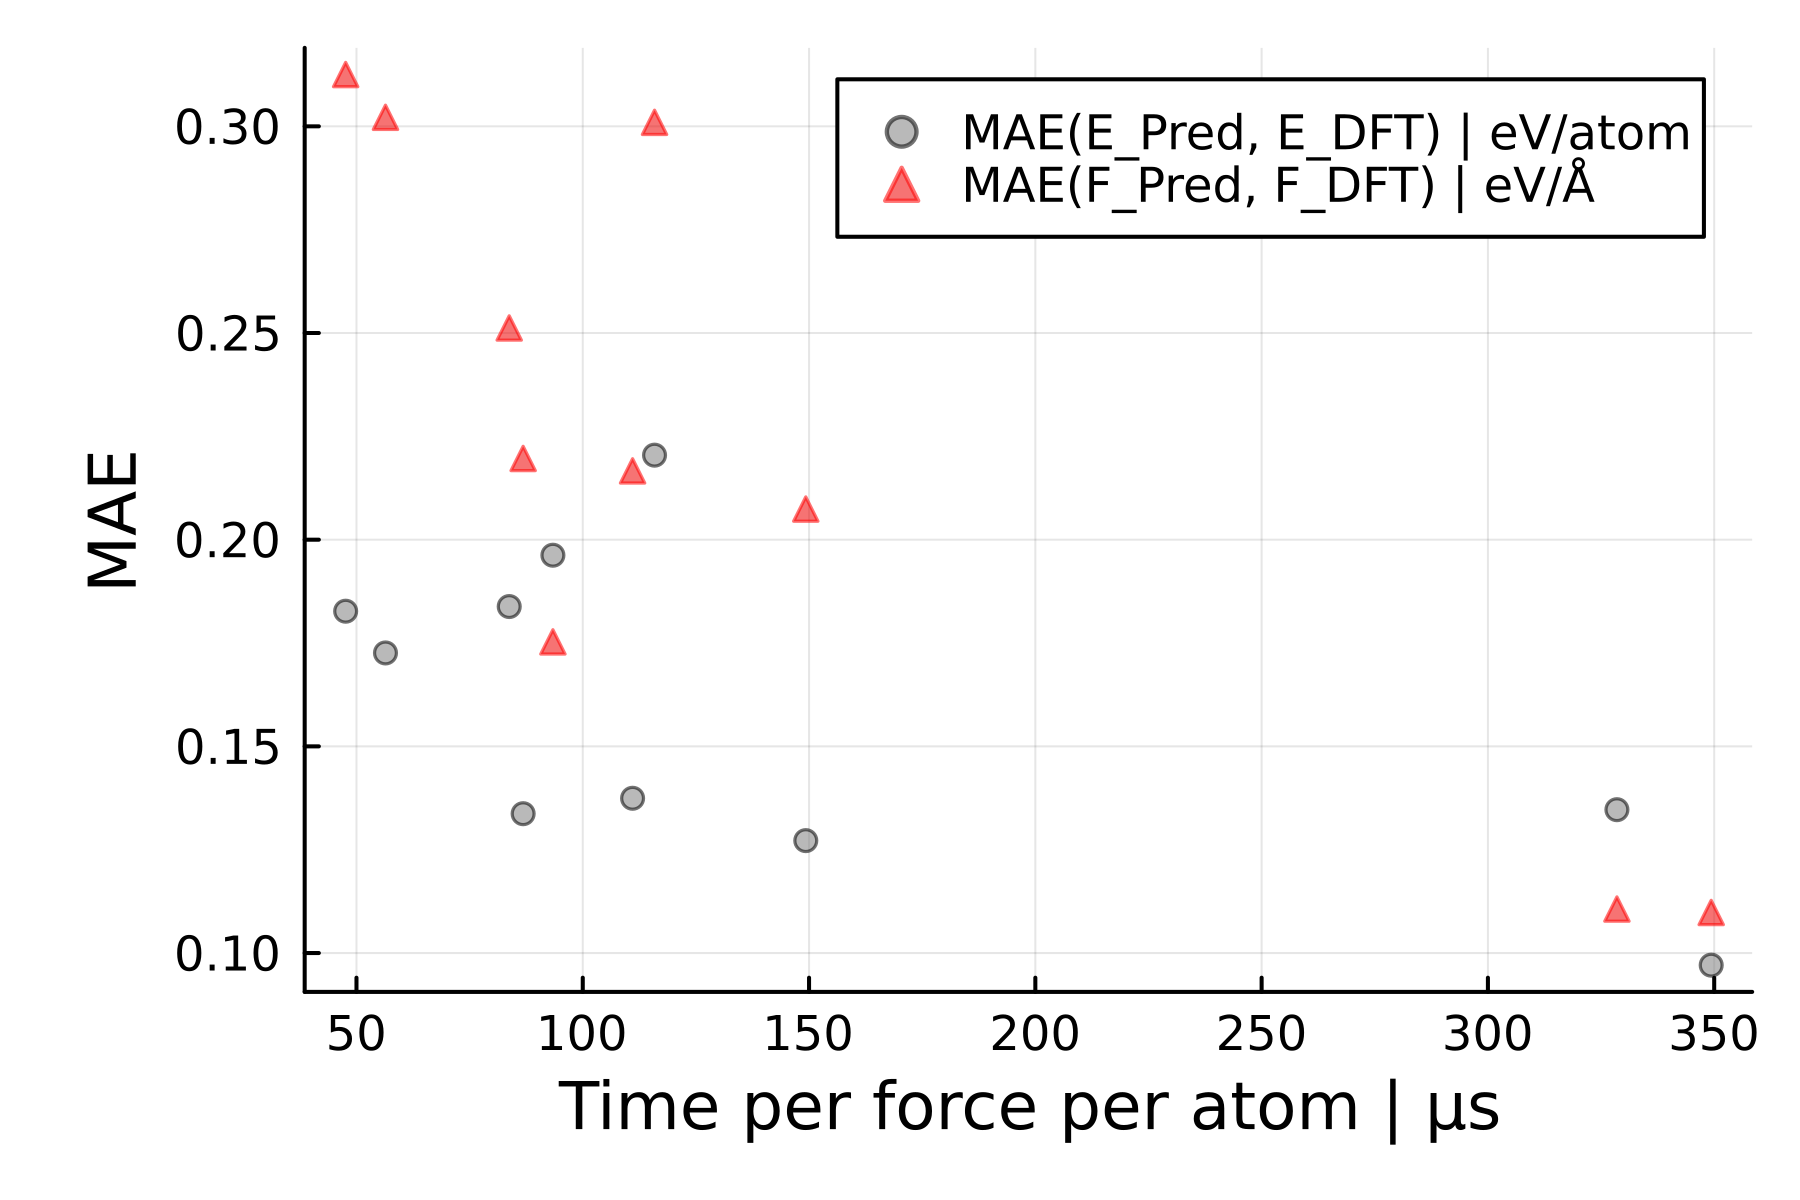 MAE(E_Pred, E_DFT) | eV/atom
MAE(F_Pred, F_DFT) | eV/Å
0.30
0.25
0.20
0.15
0.10
MAE
50 100 150 200 250 300 350
Time per force per atom | μs